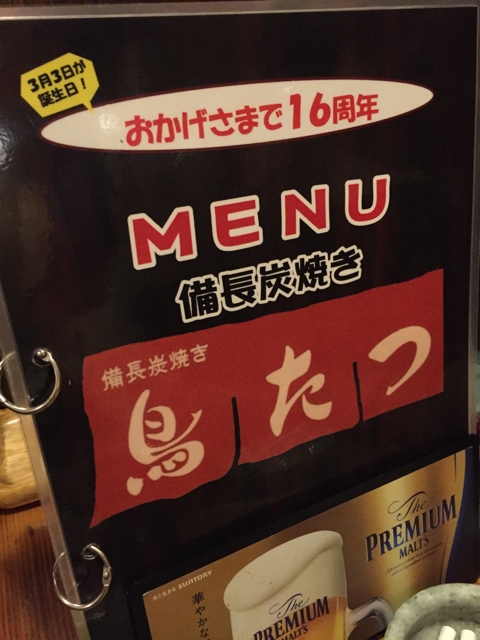 3月3日が
誕生日！
おかげさまで16周年
MENU
備長炭焼き
備長炭焼き
鳥たつ
The
PREMIUM
MALT'S
SUNTORY
華やかな
The
PREMIUM